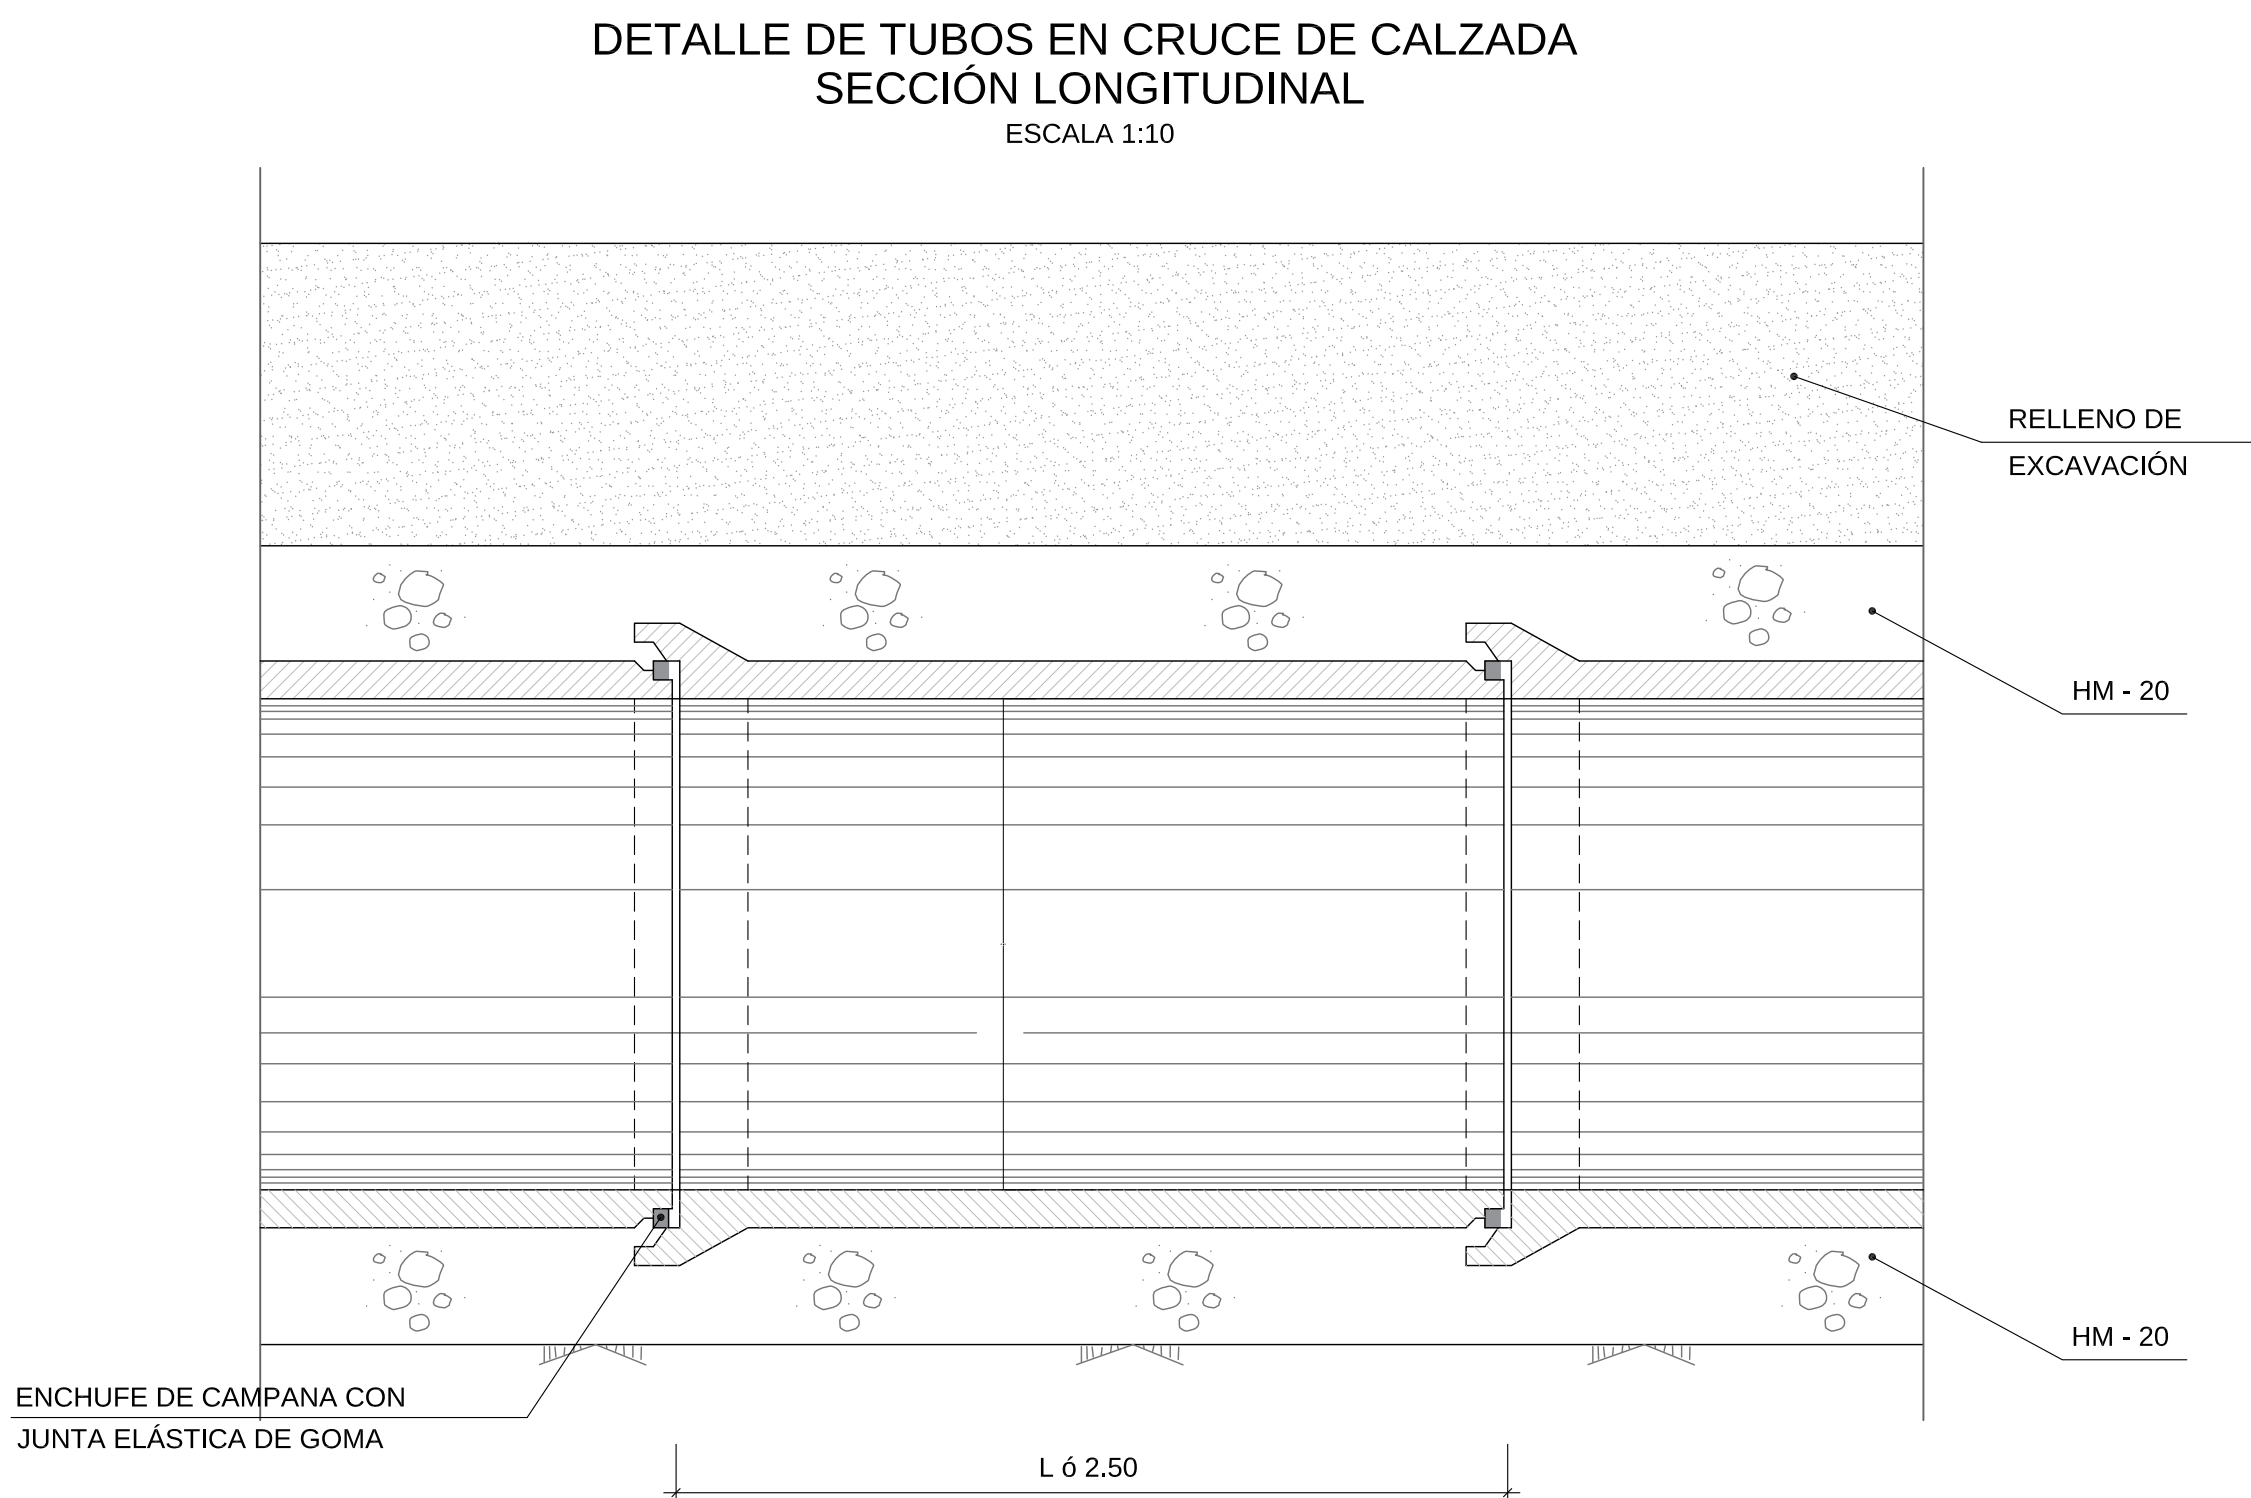 DETALLE DE TUBOS EN CRUCE DE CALZADA
SECCIÓN LONGITUDINAL
ESCALA 1:10
RELLENO DE
EXCAVACIÓN
HM - 20
HM - 20
ENCHUFE DE CAMPANA CON
JUNTA ELÁSTICA DE GOMA
L ó 2.50